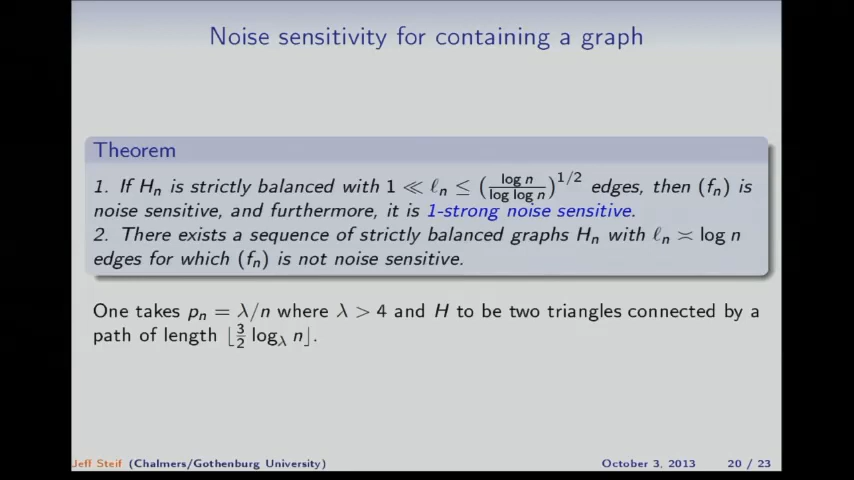 Noise sensitivity for containing a graph
Theorem
1. If Hₙ is strictly balanced with 1 ≪ ℓₙ ≤ (log n / log log n)^{1/2} edges, then (fₙ) is
noise sensitive, and furthermore, it is 1-strong noise sensitive.
2. There exists a sequence of strictly balanced graphs Hₙ with ℓₙ ≍ log n
edges for which (fₙ) is not noise sensitive.
One takes pₙ = λ/n where λ > 4 and H to be two triangles connected by a
path of length ⌊3/2 log_λ n⌋.
Jeff Steif (Chalmers/Gothenburg University) October 3, 2013 20 / 23